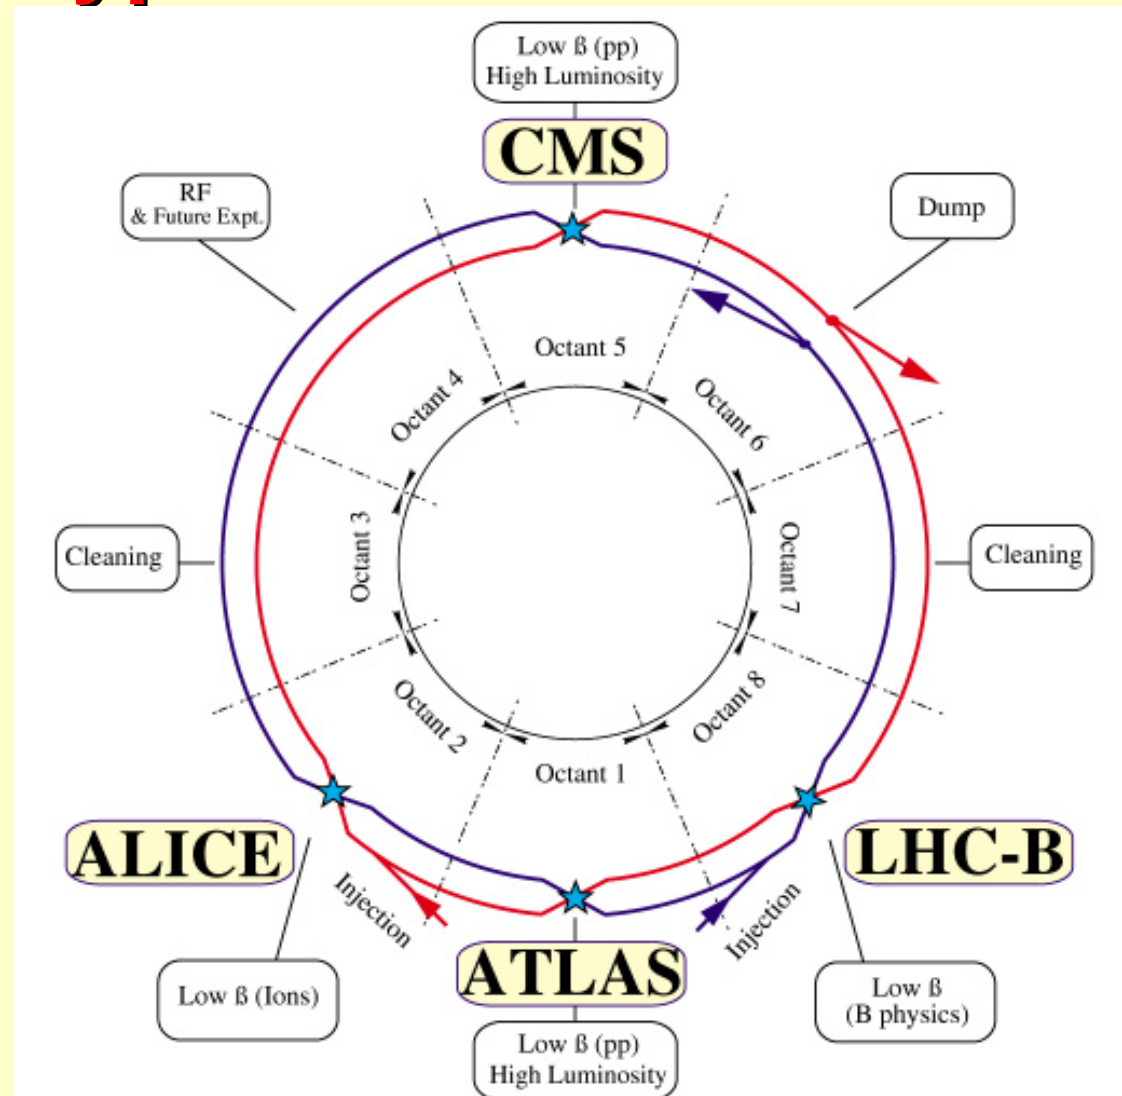 Low ß (pp)
High Luminosity
CMS
RF
& Future Expt.
Dump
Octant 5
Octant 4
Octant 6
Cleaning
Octant 3
Octant 7
Cleaning
Octant 2
Octant 8
Octant 1
ALICE
LHC-B
Injection
Injection
ATLAS
Low ß (Ions)
Low ß
(B physics)
Low ß (pp)
High Luminosity